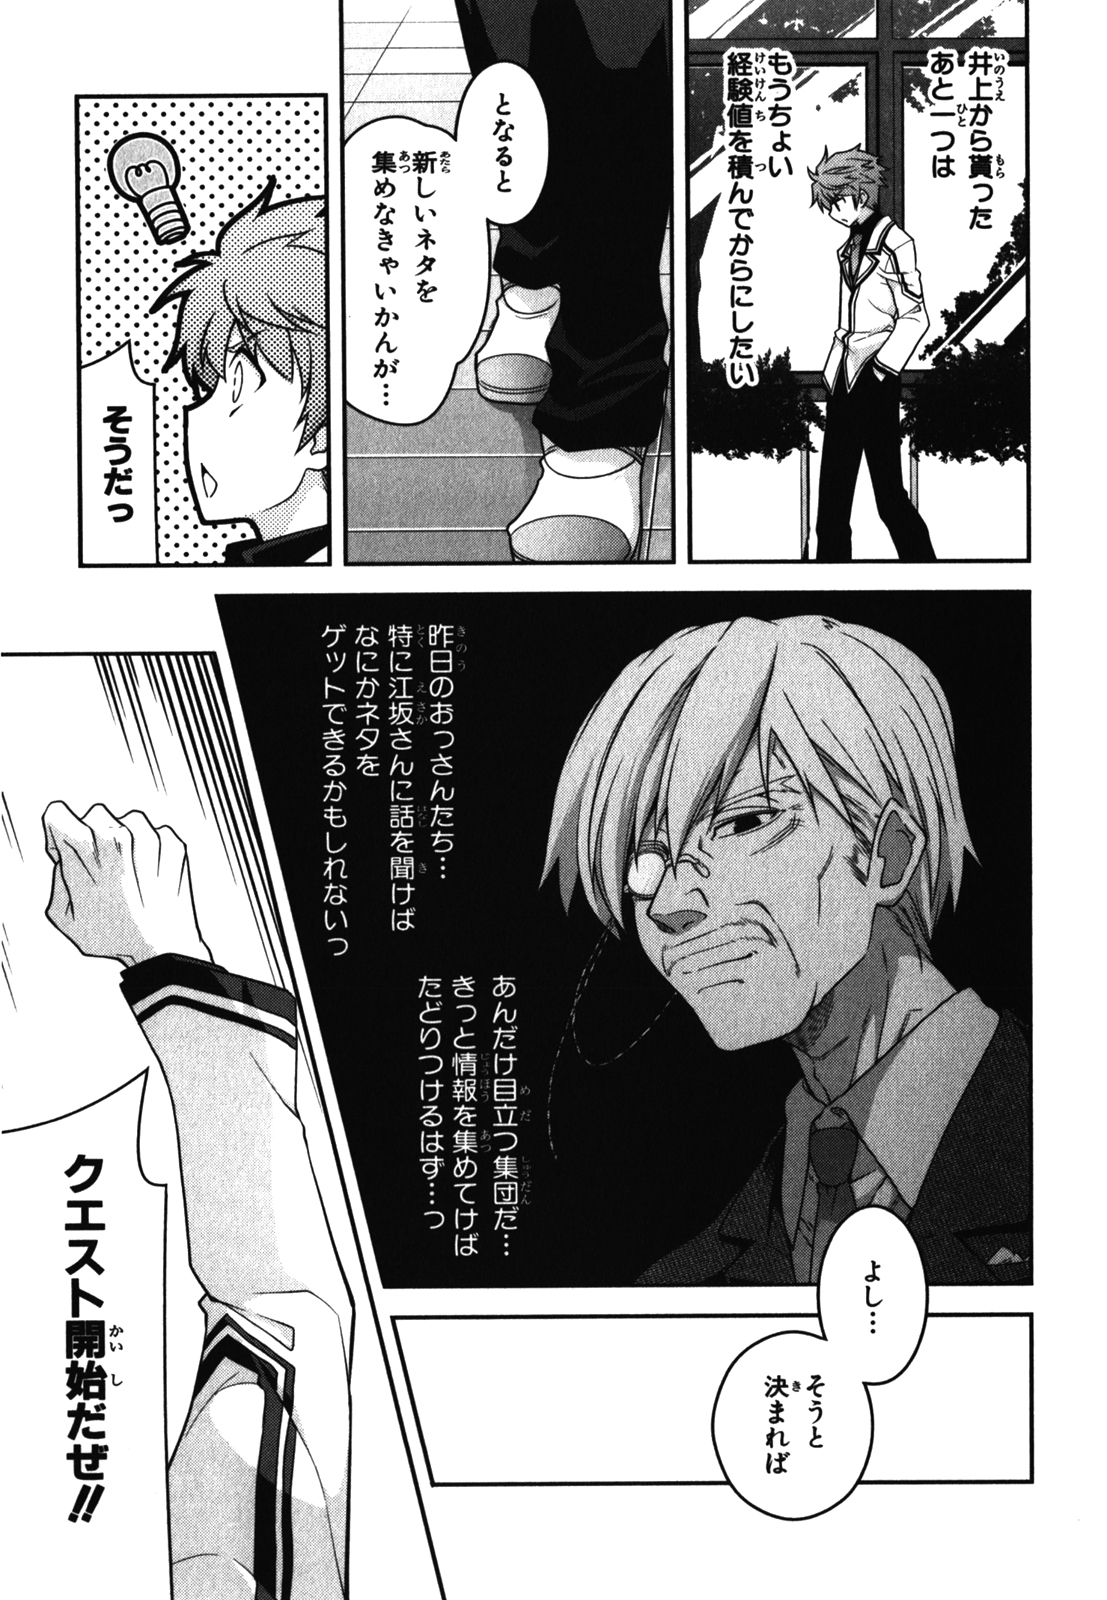 井上から貰った
あと一つは
もうちょい
経験値を積んでからにしたい
となると
新しいネタを
集めなきゃいかんが…
そうだっ
昨日のおっさんたち…
特に江坂さんに話を聞けば
なにかネタを
ゲットできるかもしれないっ
あんだけ目立つ集団だ…
きっと情報を集めてけば
たどりつけるはず…っ
よし…
そうと
決まれば
クエスト開始だぜ!!